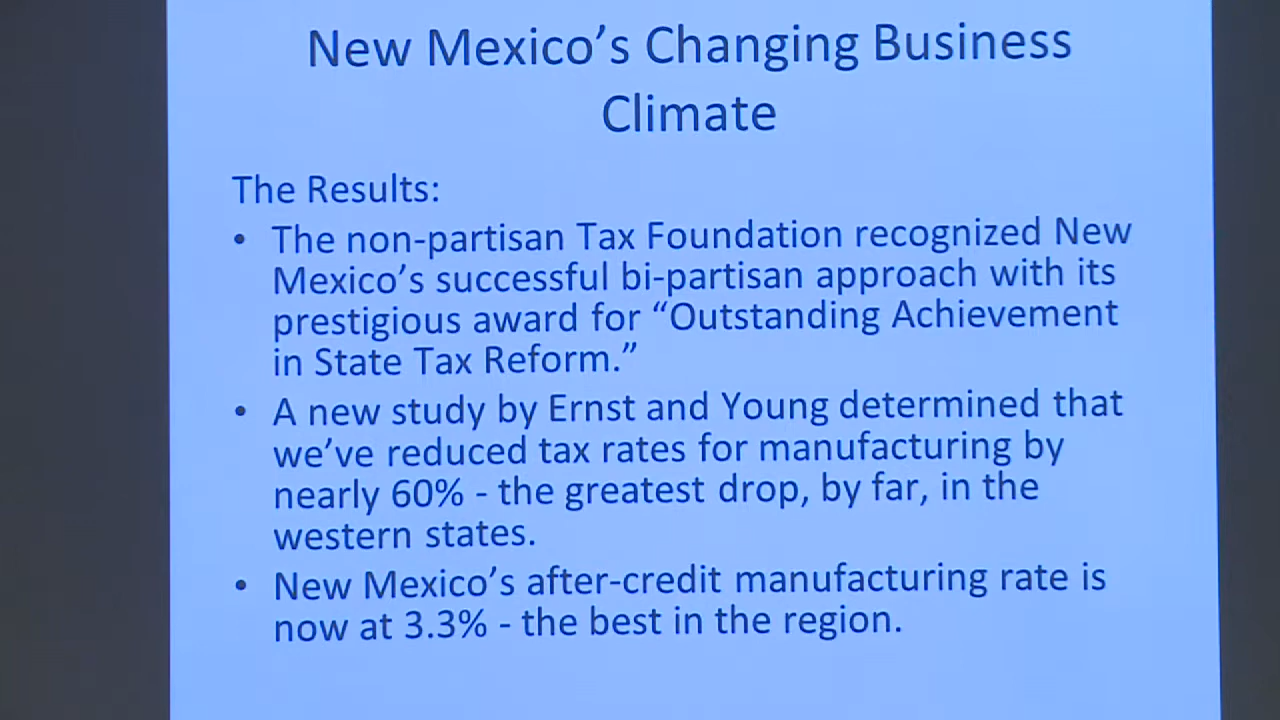 New Mexico’s Changing Business
Climate
The Results:
• The non-partisan Tax Foundation recognized New
Mexico’s successful bi-partisan approach with its
prestigious award for “Outstanding Achievement
in State Tax Reform.”
• A new study by Ernst and Young determined that
we’ve reduced tax rates for manufacturing by
nearly 60% - the greatest drop, by far, in the
western states.
• New Mexico’s after-credit manufacturing rate is
now at 3.3% - the best in the region.